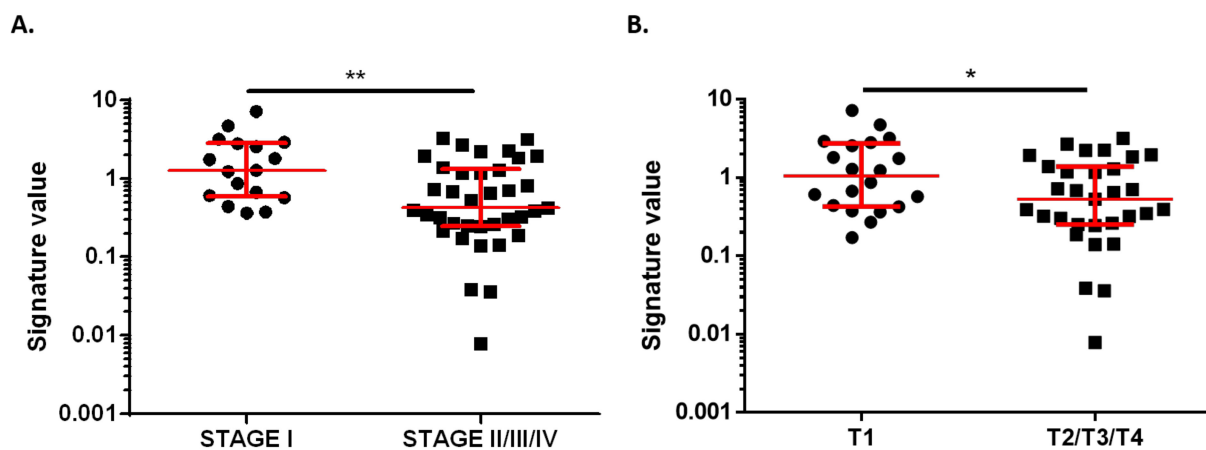 A.
**
Signature value
10
1
0.1
0.01
0.001
STAGE I
STAGE II/III/IV
B.
*
Signature value
10
1
0.1
0.01
0.001
T1
T2/T3/T4